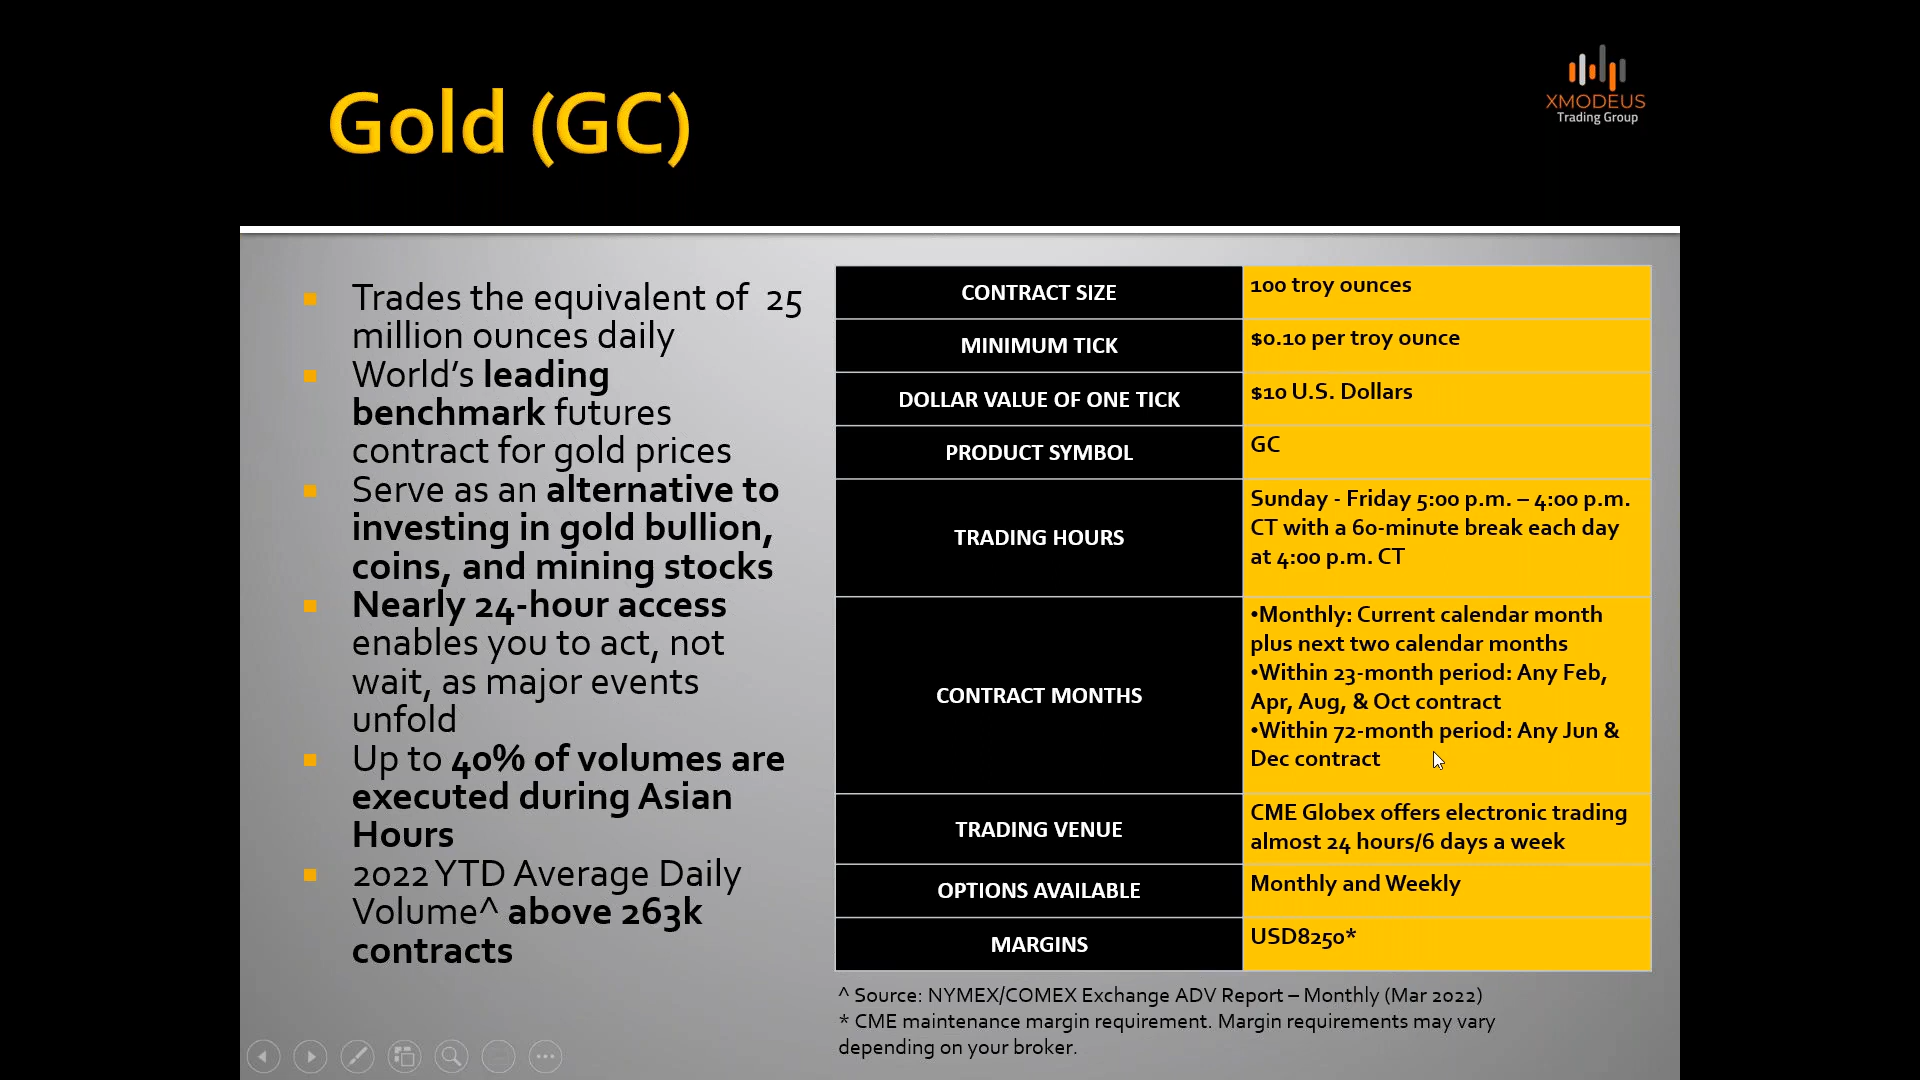 Gold (GC)
XMODEUS
Trading Group
▪ Trades the equivalent of 25
million ounces daily
▪ World’s leading
benchmark futures
contract for gold prices
▪ Serve as an alternative to
investing in gold bullion,
coins, and mining stocks
▪ Nearly 24-hour access
enables you to act, not
wait, as major events
unfold
▪ Up to 40% of volumes are
executed during Asian
Hours
▪ 2022 YTD Average Daily
Volume^ above 263k
contracts
CONTRACT SIZE
100 troy ounces
MINIMUM TICK
$0.10 per troy ounce
DOLLAR VALUE OF ONE TICK
$10 U.S. Dollars
PRODUCT SYMBOL
GC
TRADING HOURS
Sunday - Friday 5:00 p.m. – 4:00 p.m.
CT with a 60-minute break each day
at 4:00 p.m. CT
CONTRACT MONTHS
•Monthly: Current calendar month
plus next two calendar months
•Within 23-month period: Any Feb,
Apr, Aug, & Oct contract
•Within 72-month period: Any Jun &
Dec contract
TRADING VENUE
CME Globex offers electronic trading
almost 24 hours/6 days a week
OPTIONS AVAILABLE
Monthly and Weekly
MARGINS
USD8250*
^ Source: NYMEX/COMEX Exchange ADV Report – Monthly (Mar 2022)
* CME maintenance margin requirement. Margin requirements may vary
depending on your broker.